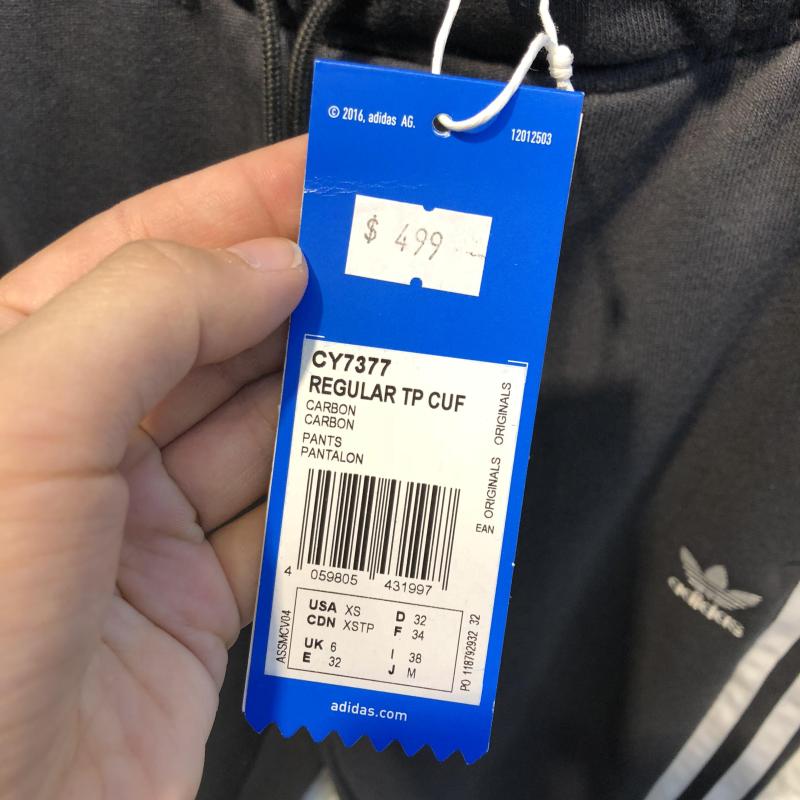 © 2016, adidas AG.
12012503
$ 499
CY7377
REGULAR TP CUF
CARBON
CARBON
PANTS
PANTALON
ORIGINALS
ORIGINALS
EAN
4 059805 431997
ASSMCV04
USA XS
CDN XSTP
UK 6
E 32
D 32
F 34
I 38
J M
PO 118792932 32
adidas.com
adidas